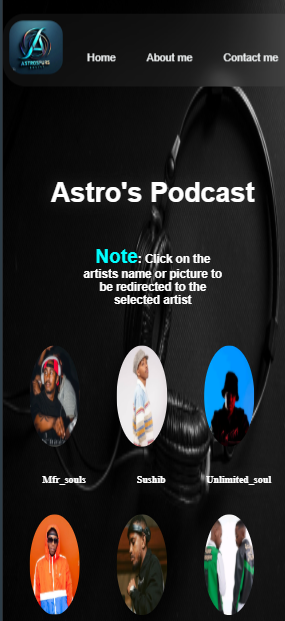 ASTROSPURS
Home About me Contact me
Astro's Podcast
Note: Click on the
artists name or picture to
be redirected to the
selected artist
Mfr_souls Sushib Unlimited_soul